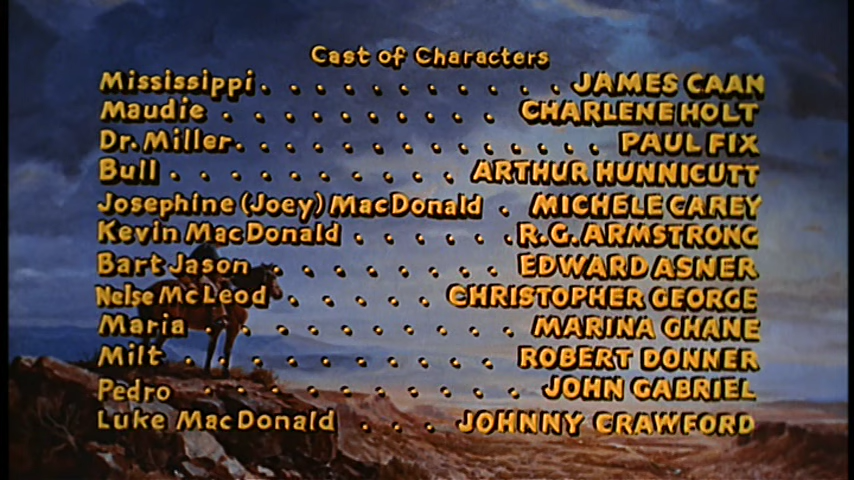 Cast of Characters
Mississippi . . . . . . . . . . . JAMES CAAN
Maudie . . . . . . . . . . CHARLENE HOLT
Dr. Miller . . . . . . . . . . . . . . PAUL FIX
Bull . . . . . . . . . . . ARTHUR HUNNICUTT
Josephine (Joey) MacDonald . MICHELE CAREY
Kevin MacDonald . . . . . . R.G. ARMSTRONG
Bart Jason . . . . . . . . EDWARD ASNER
Nelse McLeod . . . . . CHRISTOPHER GEORGE
Maria . . . . . . . . . . MARINA GHANE
Milt . . . . . . . . . . ROBERT DONNER
Pedro . . . . . . . . . . JOHN GABRIEL
Luke MacDonald . . . JOHNNY CRAWFORD